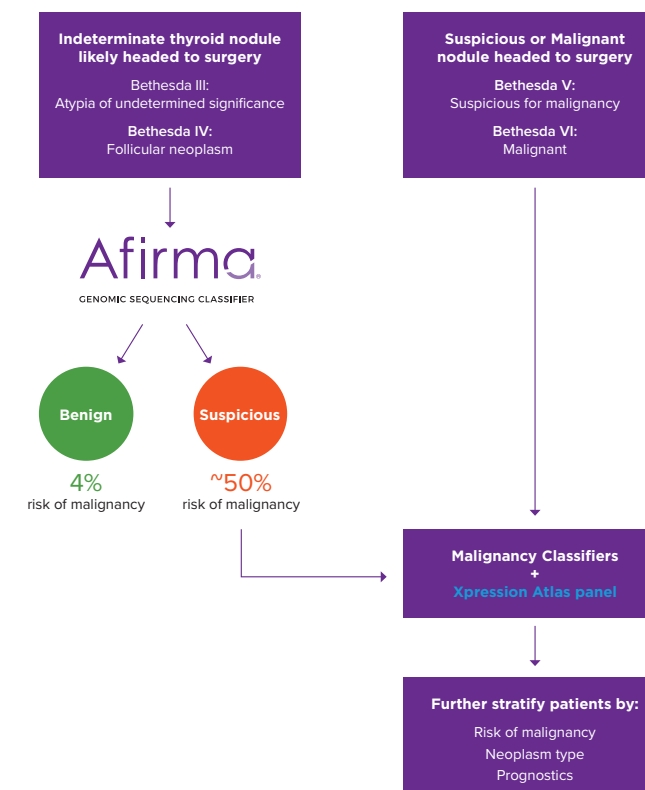 Indeterminate thyroid nodule
likely headed to surgery
Bethesda III:
Atypia of undetermined significance
Bethesda IV:
Follicular neoplasm
Suspicious or Malignant
nodule headed to surgery
Bethesda V:
Suspicious for malignancy
Bethesda VI:
Malignant
Afirma®
GENOMIC SEQUENCING CLASSIFIER
Benign
4%
risk of malignancy
Suspicious
~50%
risk of malignancy
Malignancy Classifiers
+
Xpression Atlas panel
Further stratify patients by:
Risk of malignancy
Neoplasm type
Prognostics